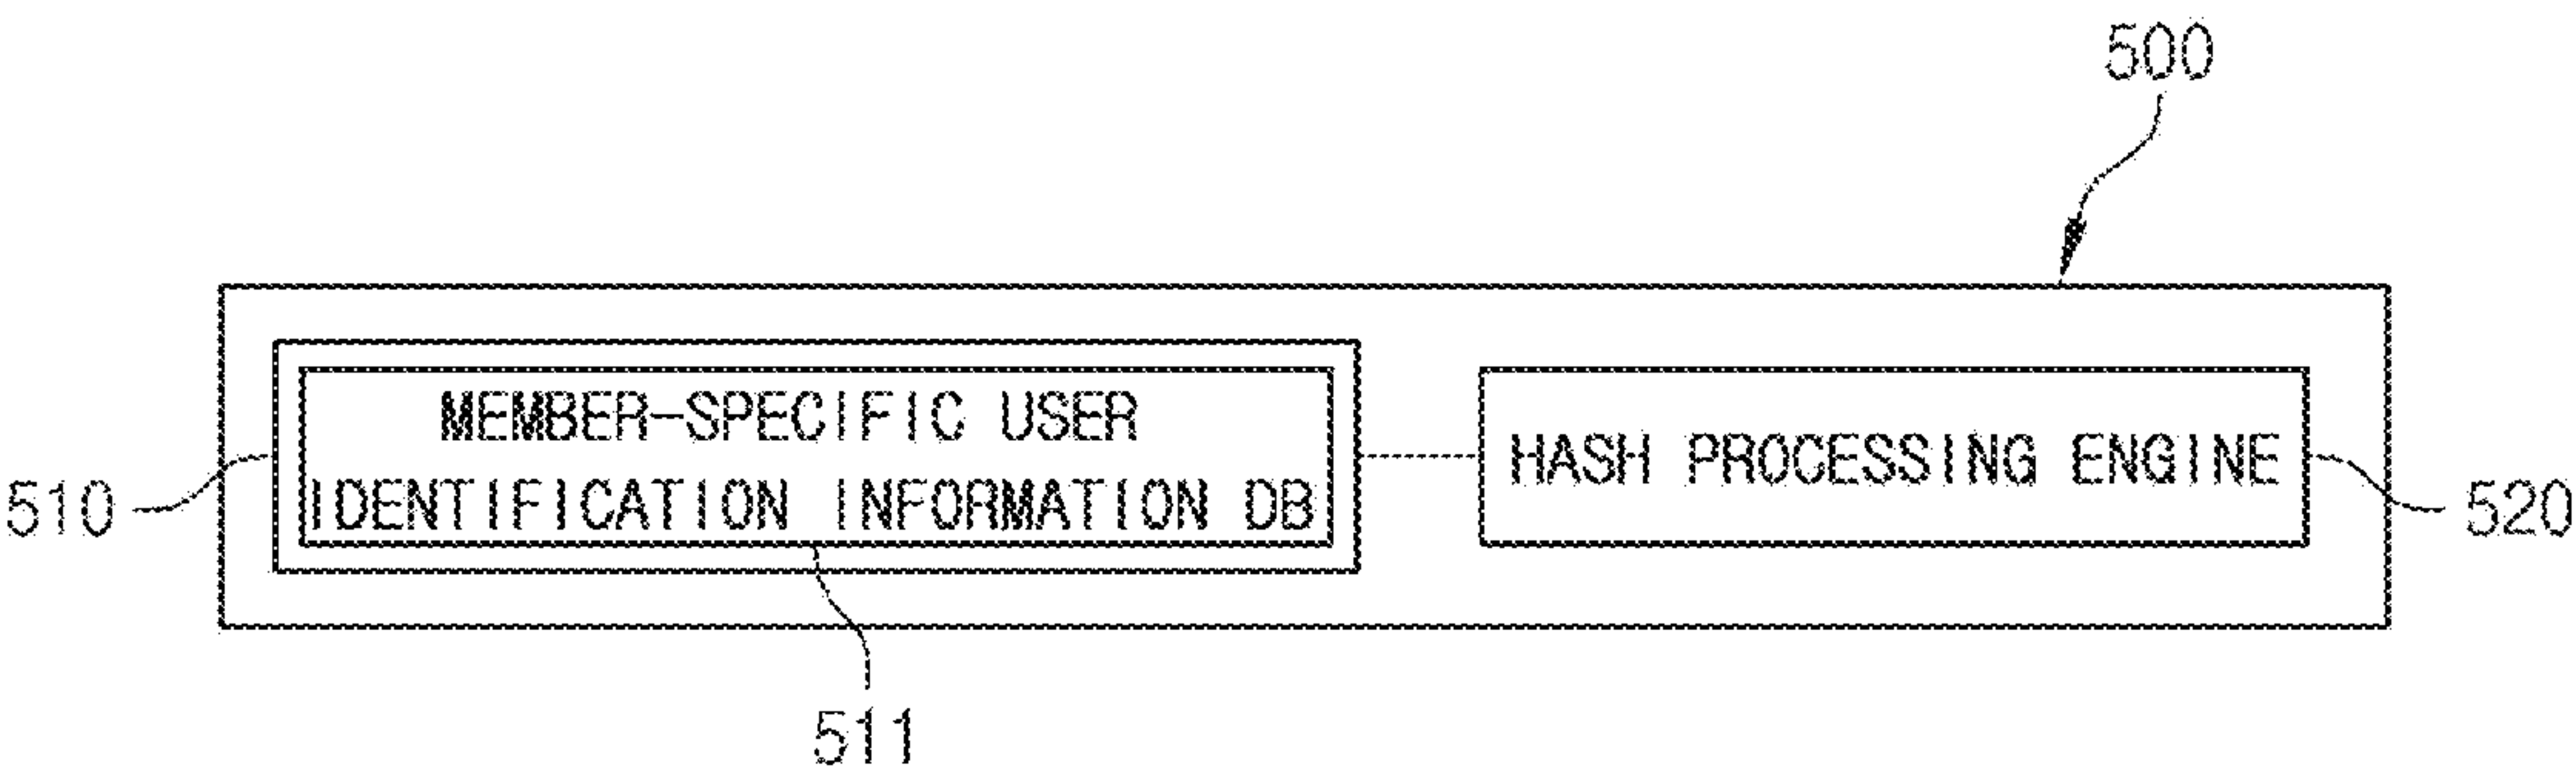 500
MEMBER-SPECIFIC USER
IDENTIFICATION INFORMATION DB
HASH PROCESSING ENGINE
510
520
511